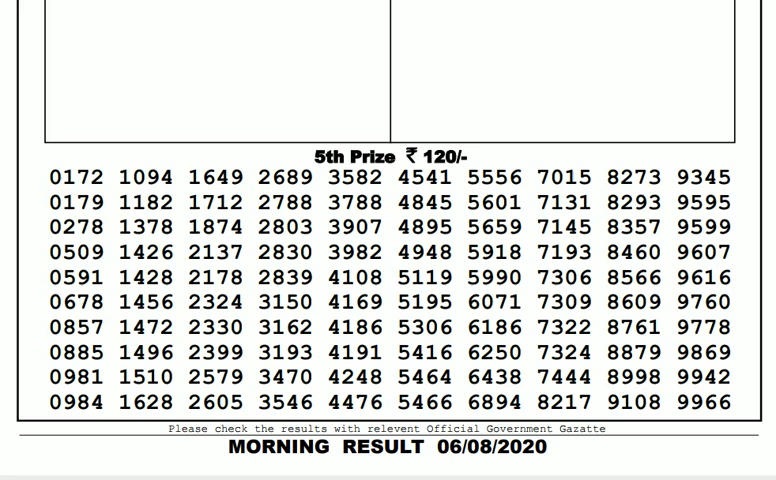 5th Prize ₹ 120/-
0172 1094 1649 2689 3582 4541 5556 7015 8273 9345
0179 1182 1712 2788 3788 4845 5601 7131 8293 9595
0278 1378 1874 2803 3907 4895 5659 7145 8357 9599
0509 1426 2137 2830 3982 4948 5918 7193 8460 9607
0591 1428 2178 2839 4108 5119 5990 7306 8566 9616
0678 1456 2324 3150 4169 5195 6071 7309 8609 9760
0857 1472 2330 3162 4186 5306 6186 7322 8761 9778
0885 1496 2399 3193 4191 5416 6250 7324 8879 9869
0981 1510 2579 3470 4248 5464 6438 7444 8998 9942
0984 1628 2605 3546 4476 5466 6894 8217 9108 9966
Please check the results with relevent Official Government Gazatte
MORNING RESULT 06/08/2020